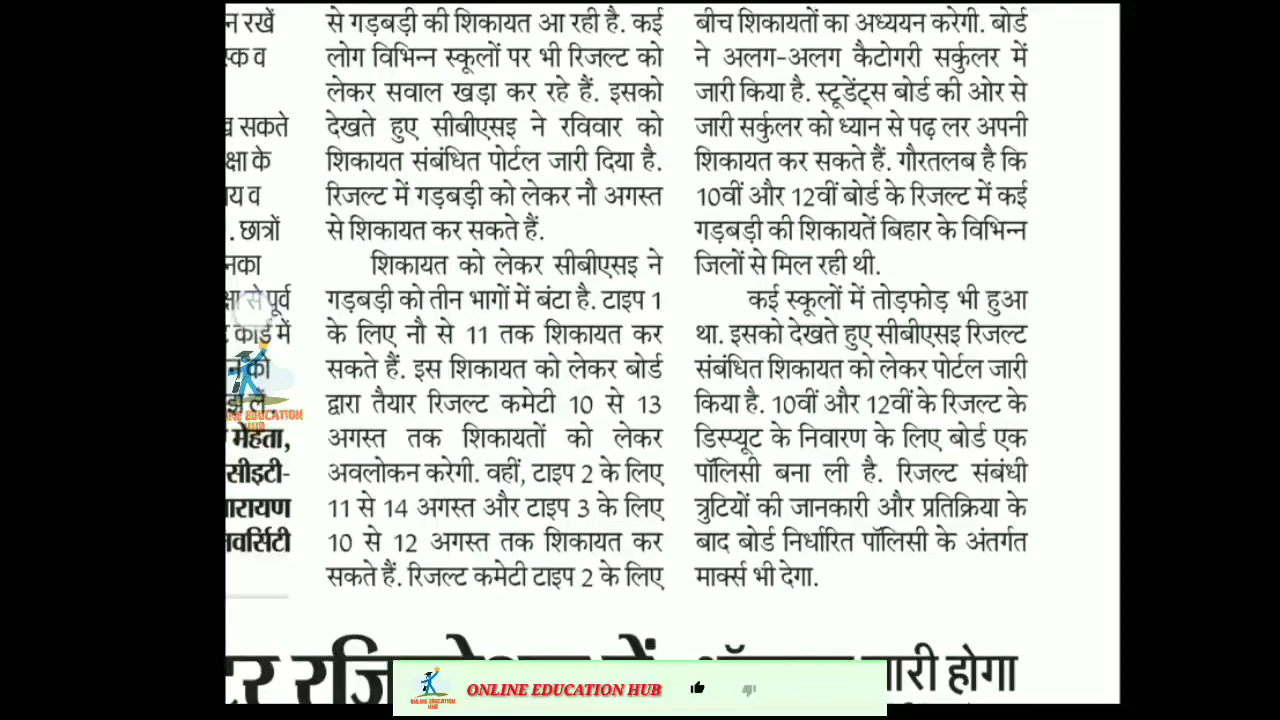 न रखें
स्क व
सकते
क्षा के
य व
. छात्रों
नका
क्षा से पूर्व
कार्ड में
न को
लें.
मेहता,
सीइटी-
नारायण
नवर्सिटी
से गड़बड़ी की शिकायत आ रही है. कई
लोग विभिन्न स्कूलों पर भी रिजल्ट को
लेकर सवाल खड़ा कर रहे हैं. इसको
देखते हुए सीबीएसइ ने रविवार को
शिकायत संबंधित पोर्टल जारी दिया है.
रिजल्ट में गड़बड़ी को लेकर नौ अगस्त
से शिकायत कर सकते हैं.
शिकायत को लेकर सीबीएसइ ने
गड़बड़ी को तीन भागों में बंटा है. टाइप 1
के लिए नौ से 11 तक शिकायत कर
सकते हैं. इस शिकायत को लेकर बोर्ड
द्वारा तैयार रिजल्ट कमेटी 10 से 13
अगस्त तक शिकायतों को लेकर
अवलोकन करेगी. वहीं, टाइप 2 के लिए
11 से 14 अगस्त और टाइप 3 के लिए
10 से 12 अगस्त तक शिकायत कर
सकते हैं. रिजल्ट कमेटी टाइप 2 के लिए
बीच शिकायतों का अध्ययन करेगी. बोर्ड
ने अलग-अलग कैटोगरी सर्कुलर में
जारी किया है. स्टूडेंट्स बोर्ड की ओर से
जारी सर्कुलर को ध्यान से पढ़ लर अपनी
शिकायत कर सकते हैं. गौरतलब है कि
10वीं और 12वीं बोर्ड के रिजल्ट में कई
गड़बड़ी की शिकायतें बिहार के विभिन्न
जिलों से मिल रही थी.
कई स्कूलों में तोड़फोड़ भी हुआ
था. इसको देखते हुए सीबीएसइ रिजल्ट
संबंधित शिकायत को लेकर पोर्टल जारी
किया है. 10वीं और 12वीं के रिजल्ट के
डिस्प्यूट के निवारण के लिए बोर्ड एक
पॉलिसी बना ली है. रिजल्ट संबंधी
त्रुटियों की जानकारी और प्रतिक्रिया के
बाद बोर्ड निर्धारित पॉलिसी के अंतर्गत
मार्क्स भी देगा.
होगा
ONLINE EDUCATION HUB
ONLINE EDUCATION
HUB